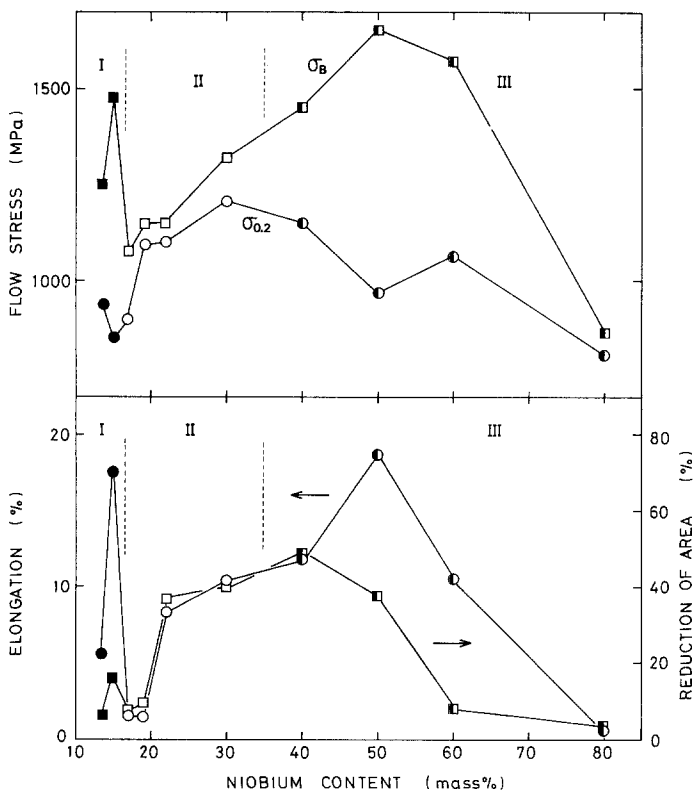 I
II
σB
III
1500
1000
σ0.2
FLOW STRESS (MPa)
I
II
III
20
10
0
ELONGATION (%)
80
60
40
20
0
REDUCTION OF AREA (%)
10 20 30 40 50 60 70 80
NIOBIUM CONTENT (mass%)